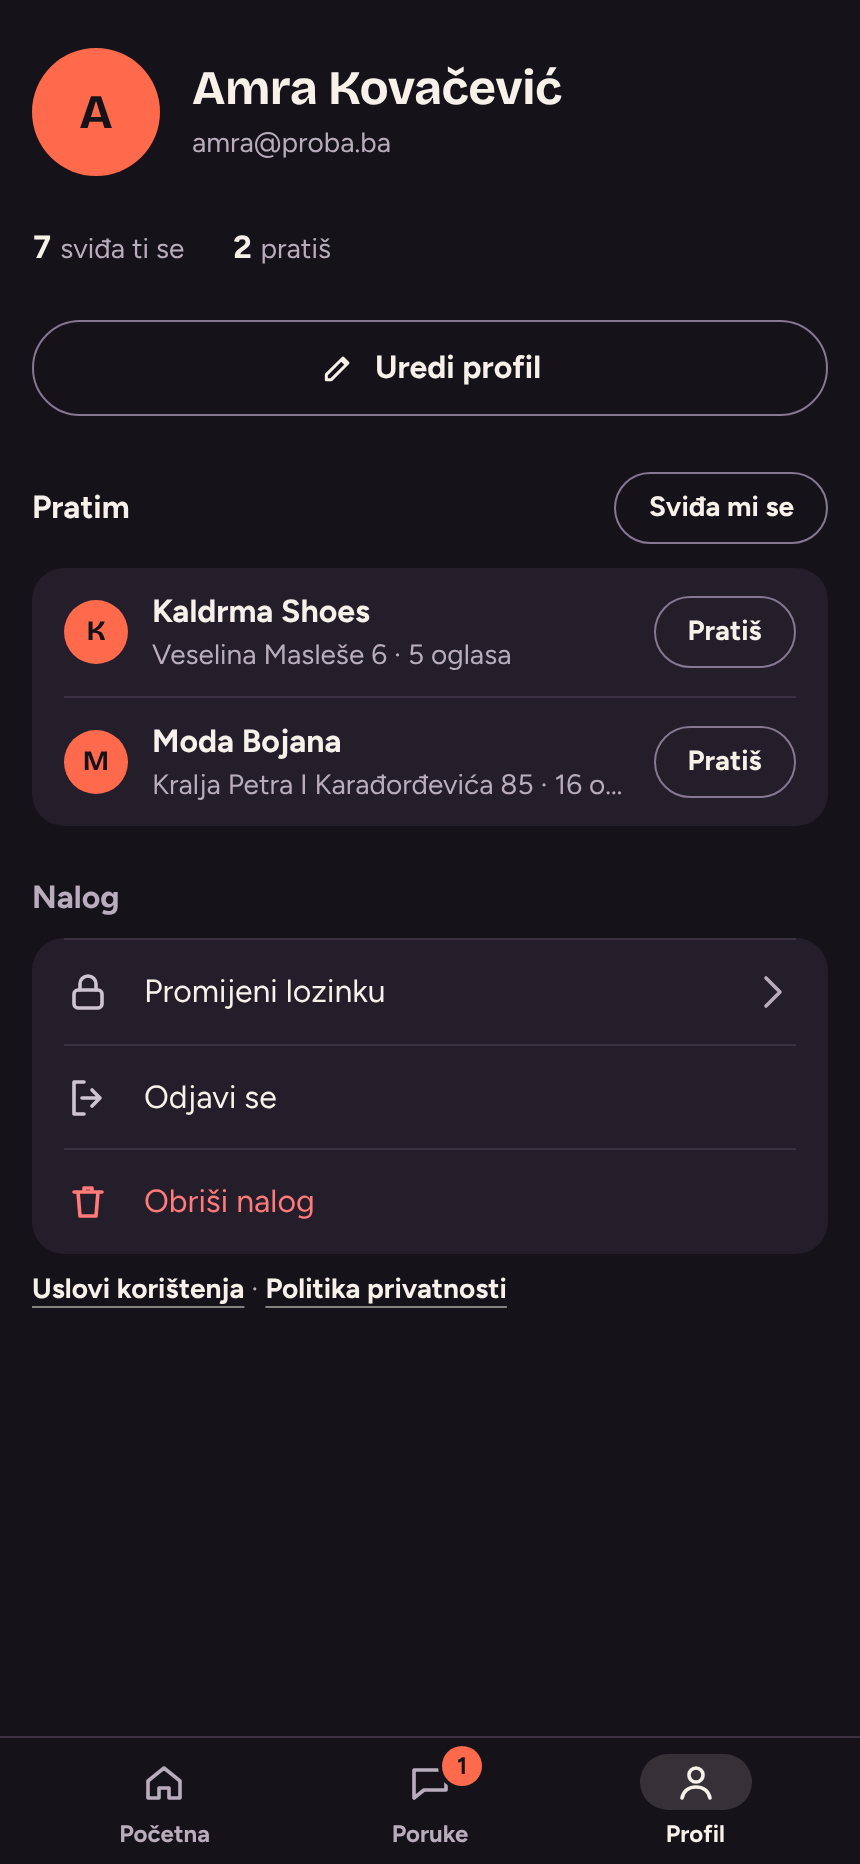 A
Amra Kovačević
amra@proba.ba
7 sviđa ti se 2 pratiš
Uredi profil
Pratim
Sviđa mi se
K
Kaldrma Shoes
Veselina Masleše 6 · 5 oglasa
Pratiš
M
Moda Bojana
Kralja Petra I Karađorđevića 85 · 16 o...
Pratiš
Nalog
Promijeni lozinku
Odjavi se
Obriši nalog
Uslovi korištenja · Politika privatnosti
1
Početna
Poruke
Profil